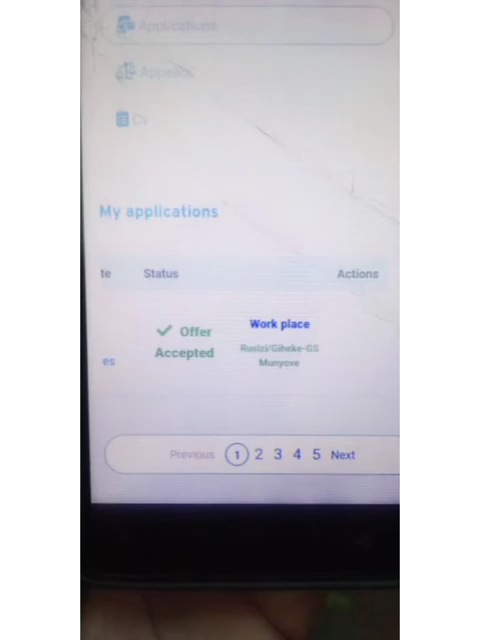 Applications
Appeals
CV
My applications
te Status Actions
✓ Offer
Accepted
Work place
Rusizi/Giheke-GS
Munyove
es
Previous 1 2 3 4 5 Next